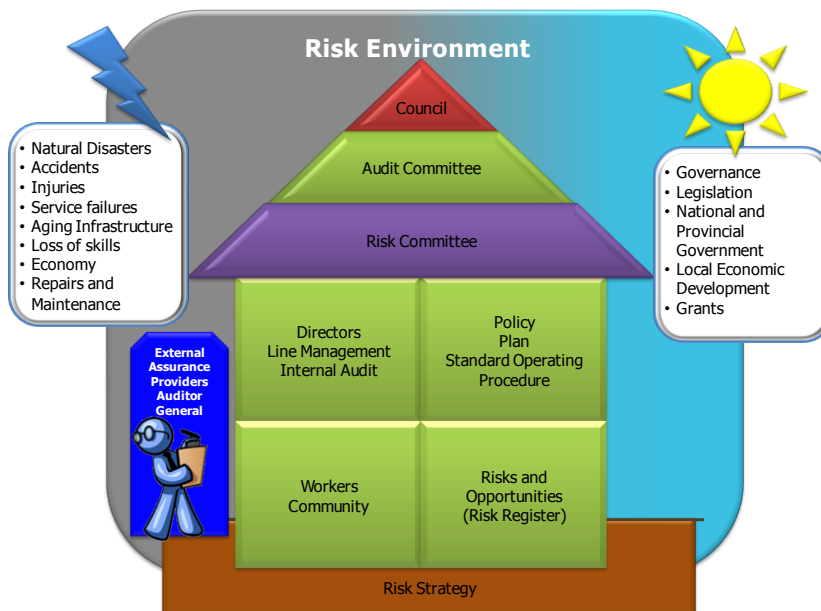 Risk Environment
Council
Audit Committee
Risk Committee
• Natural Disasters
• Accidents
• Injuries
• Service failures
• Aging Infrastructure
• Loss of skills
• Economy
• Repairs and
Maintenance
• Governance
• Legislation
• National and
Provincial
Government
• Local Economic
Development
• Grants
External
Assurance
Providers
Auditor
General
Directors
Line Management
Internal Audit
Policy
Plan
Standard Operating
Procedure
Workers
Community
Risks and
Opportunities
(Risk Register)
Risk Strategy